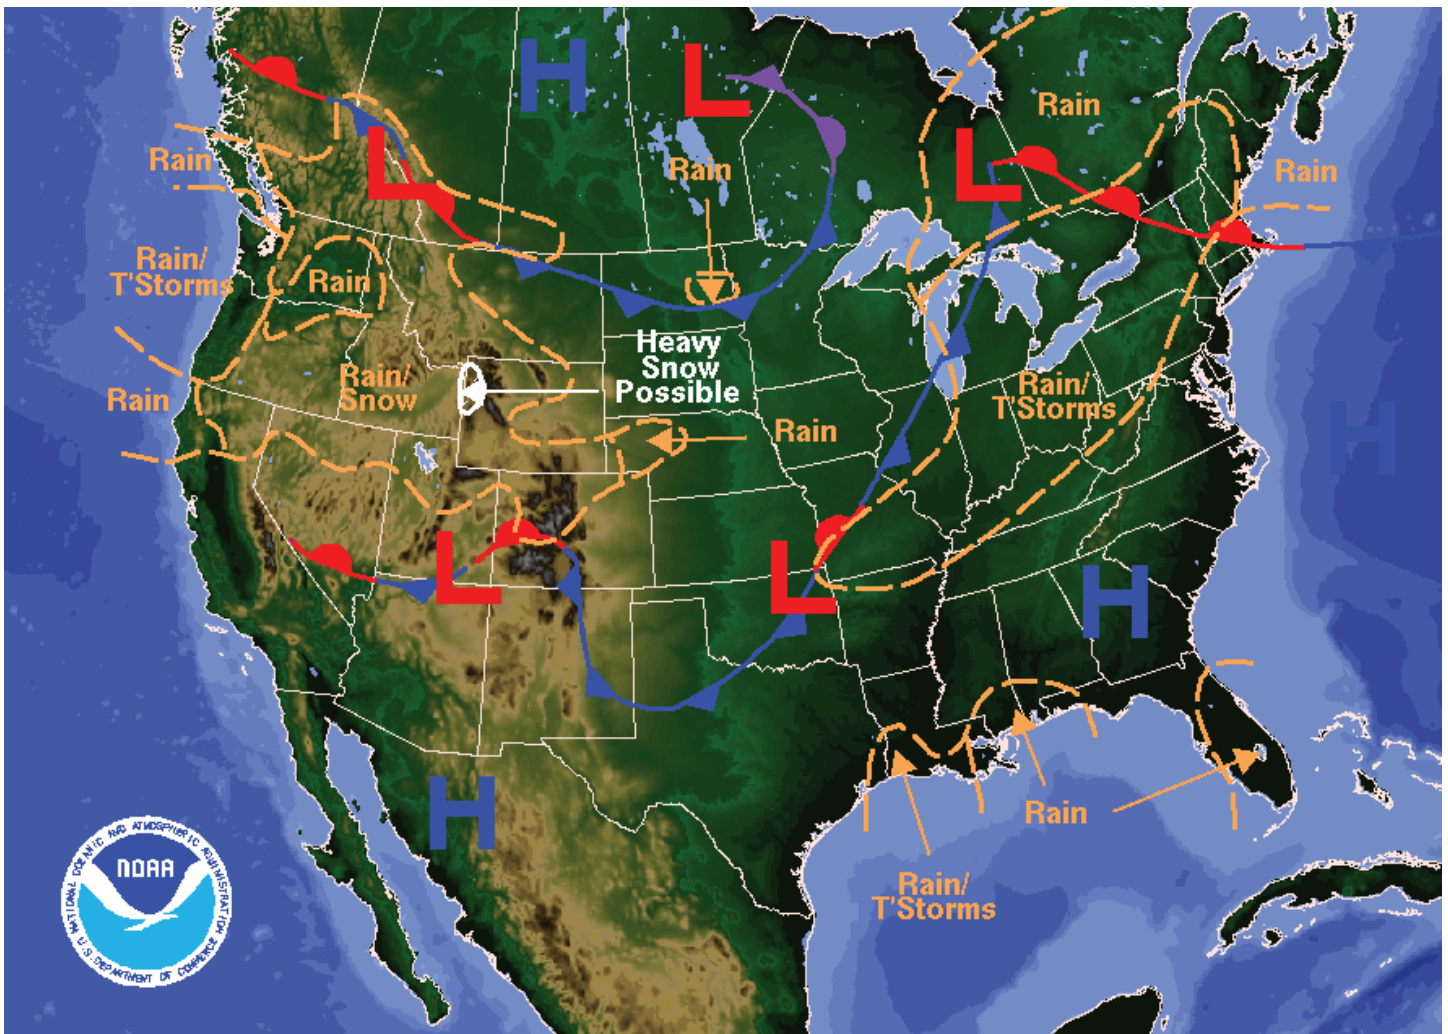 H
L
Rain
L
Rain
L
Rain
Rain
Rain/
T'Storms
Rain
Heavy
Snow
Possible
Rain/
Snow
Rain
Rain/
T'Storms
Rain
H
L
L
H
H
Rain
Rain/
T'Storms
NATIONAL OCEANIC AND ATMOSPHERIC ADMINISTRATION
NOAA
U.S. DEPARTMENT OF COMMERCE